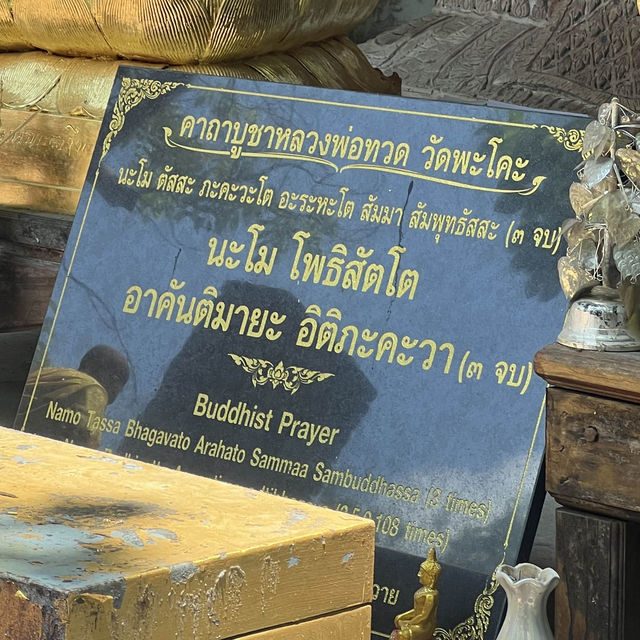 คาถาบูชาหลวงพ่อทวด วัดพะโคะ
นะโม ตัสสะ ภะคะวะโต อะระหะโต สัมมา สัมพุทธัสสะ (๓ จบ)
นะโม โพธิสัตโต
อาคันติมายะ อิติภะคะวา (๓ จบ)
Buddhist Prayer
Namo Tassa Bhagavato Arahato Sammaa Sambuddhassa (3 times)
108 times)